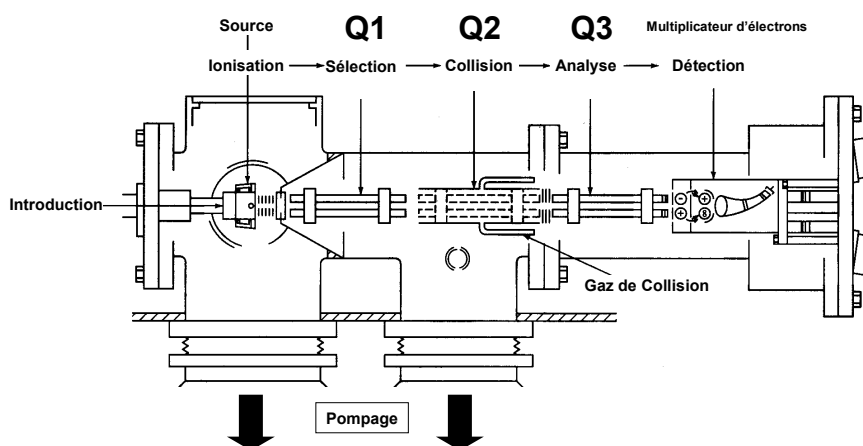 Source Q1 Q2 Q3 Multiplicateur d'électrons
Ionisation Sélection Collision Analyse Détection
Introduction
Gaz de Collision
Pompage